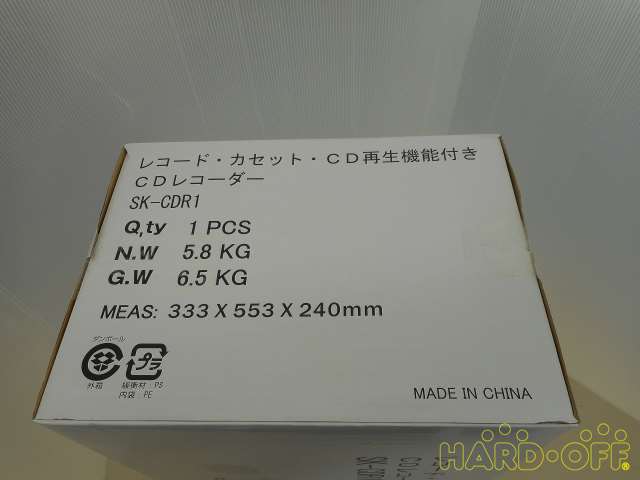 レコード・カセット・CD再生機能付き
CDレコーダー
SK-CDR1
Q,ty 1 PCS
N.W 5.8 KG
G.W 6.5 KG
MEAS: 333 X 553 X 240mm
ダンボール
プラ
外箱 緩衝材：PS
内袋：PE
MADE IN CHINA
HARD-OFF